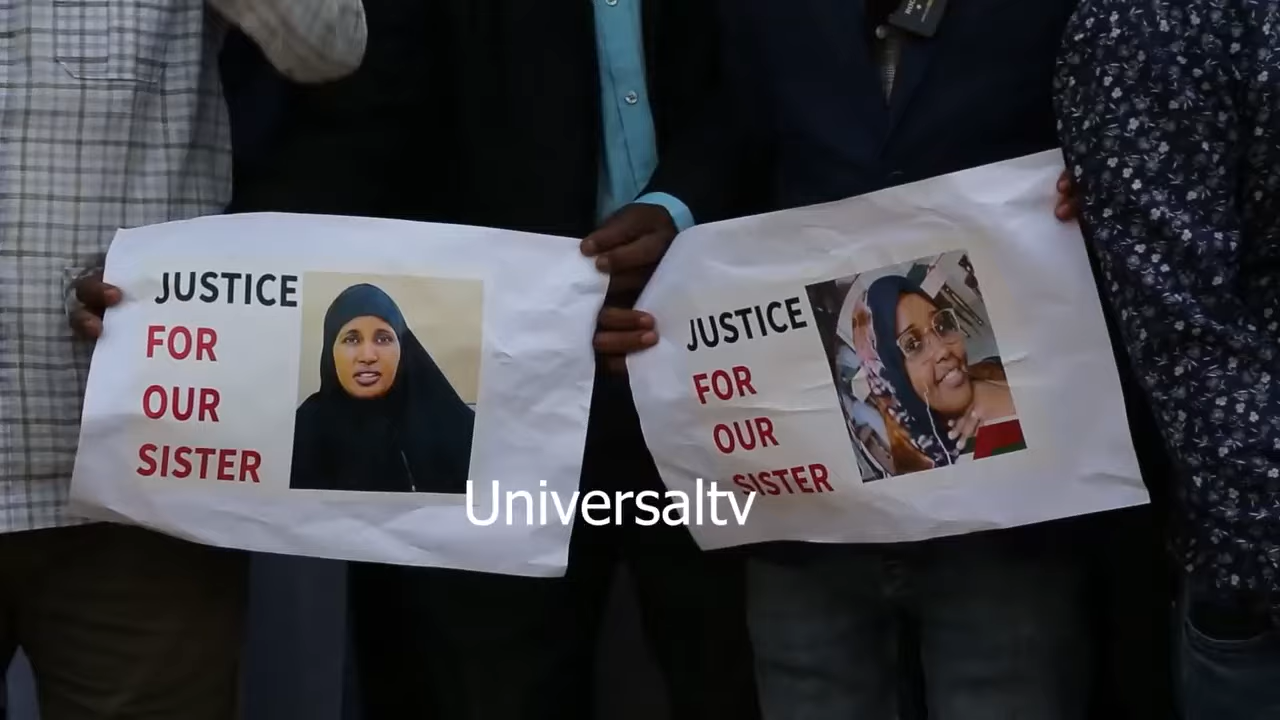 JUSTICE
FOR
OUR
SISTER
JUSTICE
FOR
OUR
SISTER
Universaltv